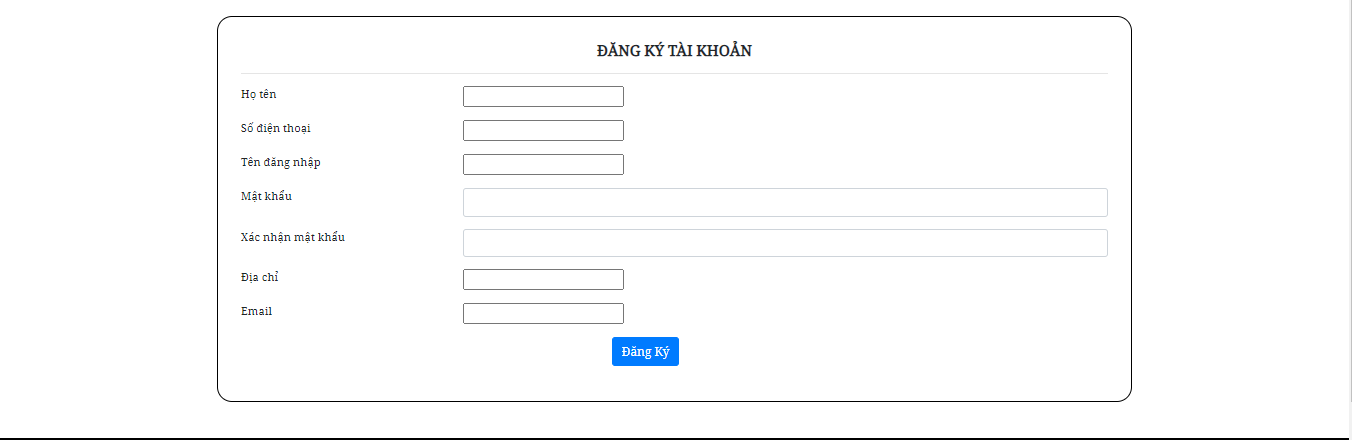 ĐĂNG KÝ TÀI KHOẢN
Họ tên
Số điện thoại
Tên đăng nhập
Mật khẩu
Xác nhận mật khẩu
Địa chỉ
Email
Đăng Ký